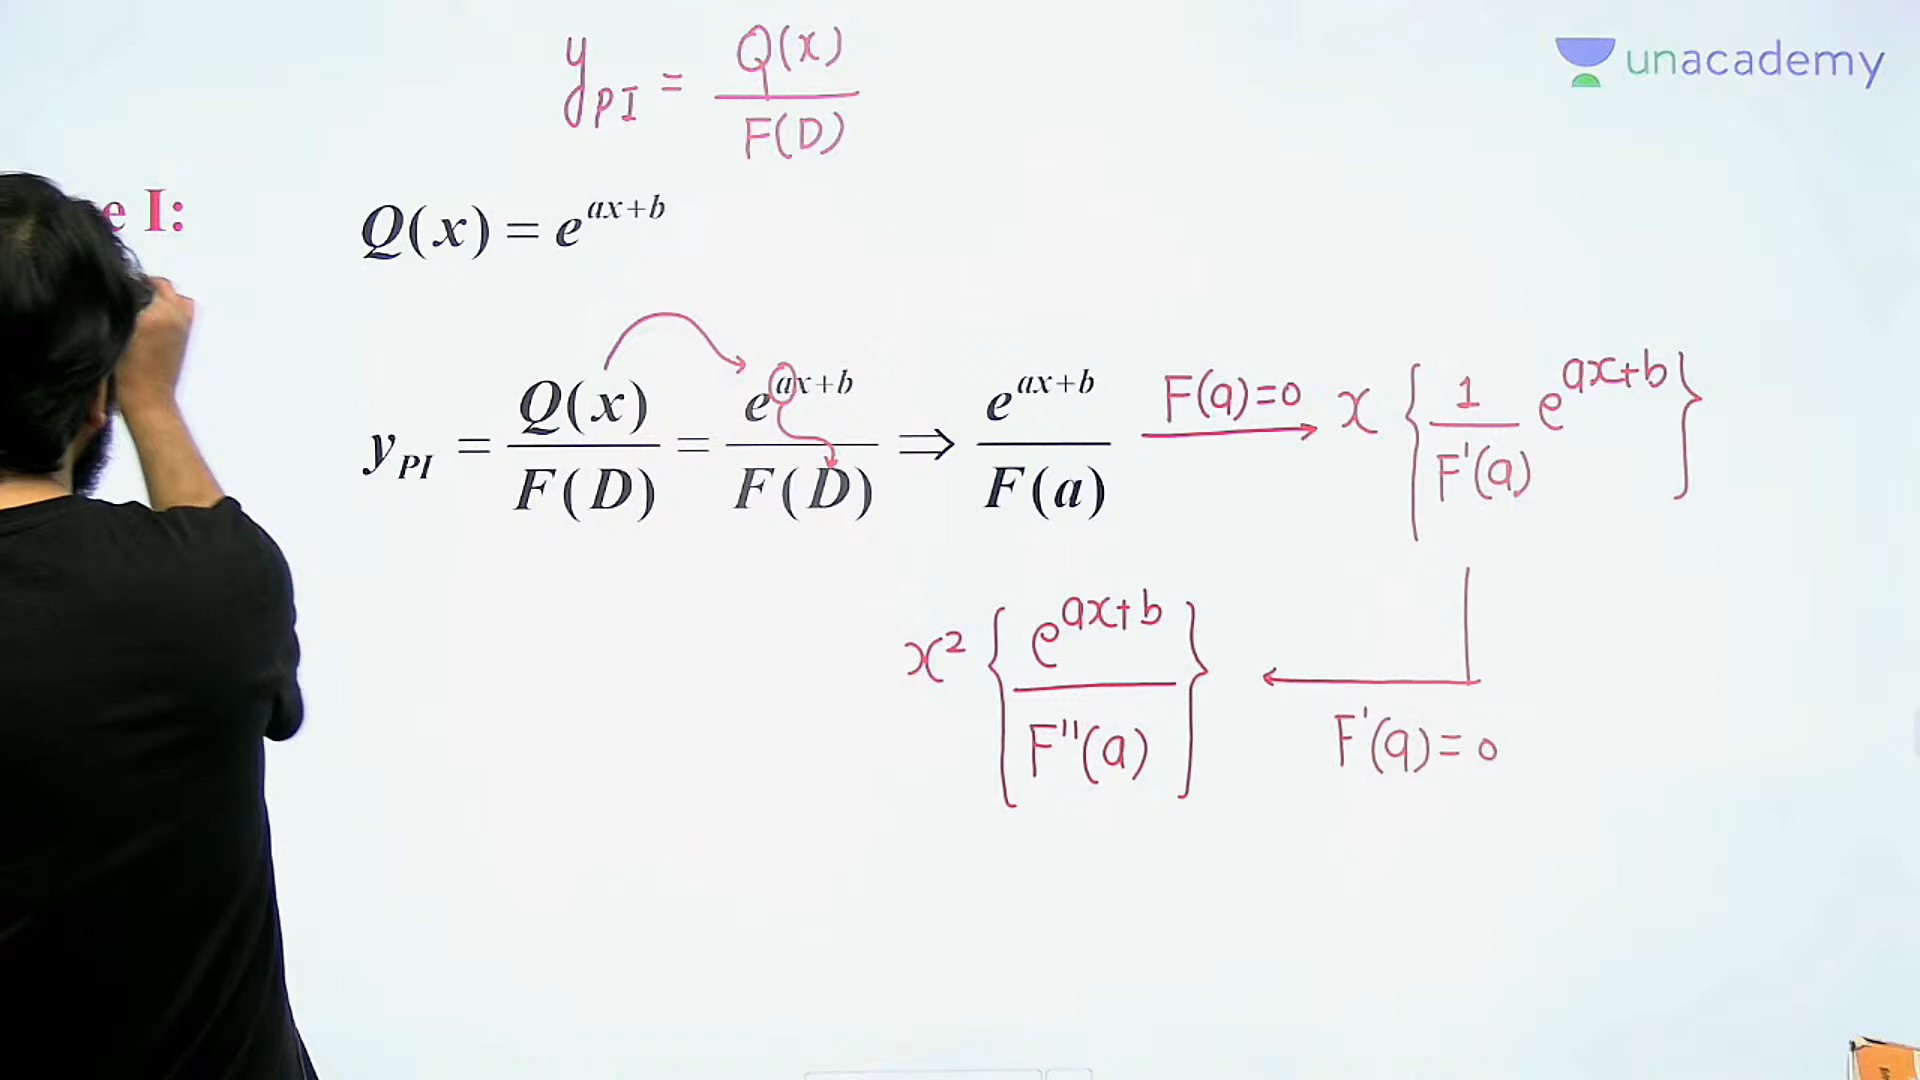 y_PI = Q(x) / F(D)
unacademy
e I:
Q(x) = e^{ax+b}
y_PI = Q(x) / F(D) = e^{ax+b} / F(D) ⇒ e^{ax+b} / F(a) F(a)=0 → x { 1 / F'(a) e^{ax+b} }
x² { e^{ax+b} / F''(a) } ← F'(a)=0